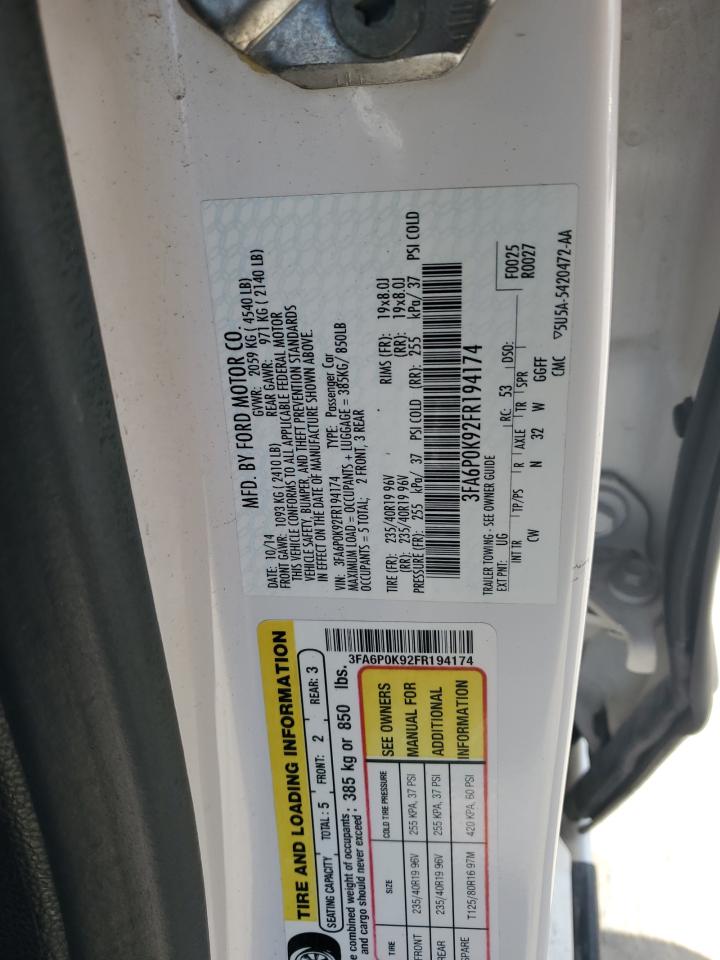 MFD. BY FORD MOTOR CO.
DATE: 10/14 GVWR: 2059 KG ( 4540 LB)
FRONT GAWR: 1093 KG ( 2410 LB) REAR GAWR: 971 KG ( 2140 LB)
THIS VEHICLE CONFORMS TO ALL APPLICABLE FEDERAL MOTOR
VEHICLE SAFETY, BUMPER, AND THEFT PREVENTION STANDARDS
IN EFFECT ON THE DATE OF MANUFACTURE SHOWN ABOVE.
VIN: 3FA6P0K92FR194174 TYPE: Passenger Car
MAXIMUM LOAD = OCCUPANTS + LUGGAGE = 385KG/ 850LB
OCCUPANTS = 5 TOTAL; 2 FRONT, 3 REAR
TIRE (FR): 235/40R19 96V RIMS (FR): 19x8.0J
(RR): 235/40R19 96V (RR): 19x8.0J
PRESSURE (FR): 255 kPa/ 37 PSI COLD (RR): 255 kPa/ 37 PSI COLD
3FA6P0K92FR194174
TRAILER TOWING - SEE OWNER GUIDE
EXT PNT: UG RC: 53 DSO:
F0025
R0027
INT TR TP/PS R AXLE TR SPR
CW N 32 W GGFF
CMC ▽5U5A-5420472-AA
TIRE AND LOADING INFORMATION
SEATING CAPACITY TOTAL: 5 FRONT: 2 REAR: 3
e combined weight of occupants
and cargo should never exceed : 385 kg or 850 lbs.
3FA6P0K92FR194174
TIRE SIZE COLD TIRE PRESSURE
FRONT 235/40R19 96V 255 KPA, 37 PSI
REAR 235/40R19 96V 255 KPA, 37 PSI
SPARE T125/80R16 97M 420 KPA, 60 PSI
SEE OWNERS
MANUAL FOR
ADDITIONAL
INFORMATION